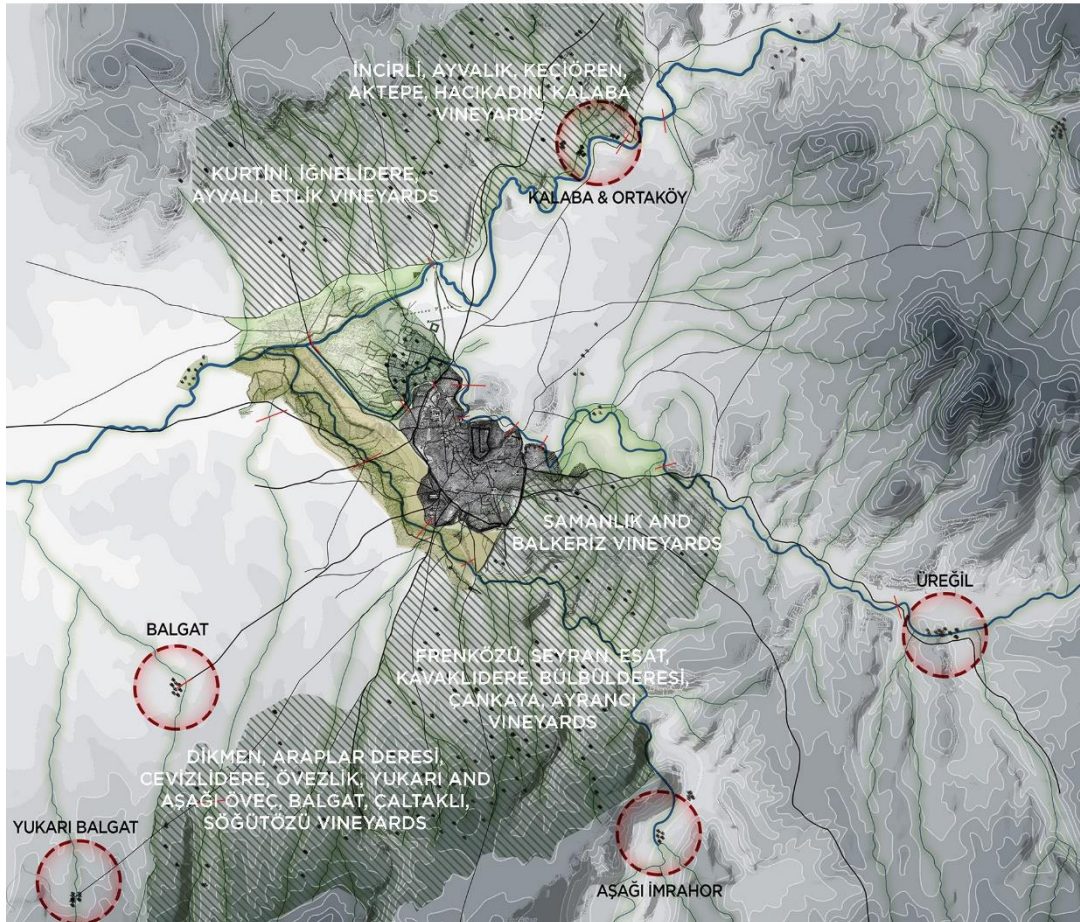 İNCİRLİ, AYVALIK, KEÇİÖREN,
AKTEPE, HACIKADIN, KALABA
VINEYARDS
KURTİNİ, İĞNELİDERE,
AYVALI, ETLİK VINEYARDS
KALABA & ORTAKÖY
SAMANLIK AND
BALKERİZ VINEYARDS
ÜREĞİL
BALGAT
FRENKÖZÜ, SEYRAN, ESAT,
KAVAKLIDERE, BÜLBÜLDERESİ,
ÇANKAYA, AYRANCI
VINEYARDS
DİKMEN, ARAPLAR DERESİ,
CEVİZLİDERE, ÖVEZLİK, YUKARI AND
AŞAĞI ÖVEÇ, BALGAT, ÇALTAKLI,
SÖĞÜTÖZÜ VINEYARDS
YUKARI BALGAT
AŞAĞI İMRAHOR